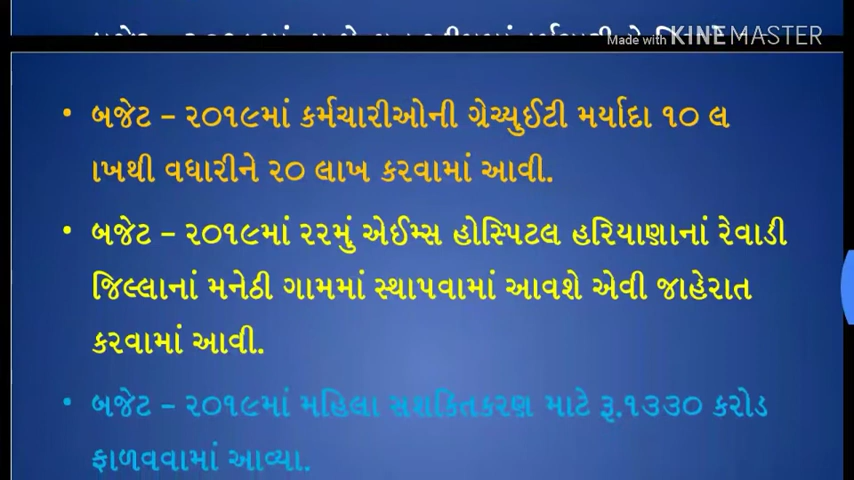 Made with KINEMASTER
• બજેટ – ૨૦૧૯માં કર્મચારીઓની ગ્રેચ્યુઈટી મર્યાદા ૧૦ લ
ાખથી વધારીને ૨૦ લાખ કરવામાં આવી.
• બજેટ – ૨૦૧૯માં ૨૨મું એઈમ્સ હોસ્પિટલ હરિયાણાનાં રેવાડી
જિલ્લાનાં મનેઠી ગામમાં સ્થાપવામાં આવશે એવી જાહેરાત
કરવામાં આવી.
• બજેટ – ૨૦૧૯માં મહિલા સશકિતકરણ માટે રૂ.૧૩૩૦ કરોડ
ફાળવવામાં આવ્યા.